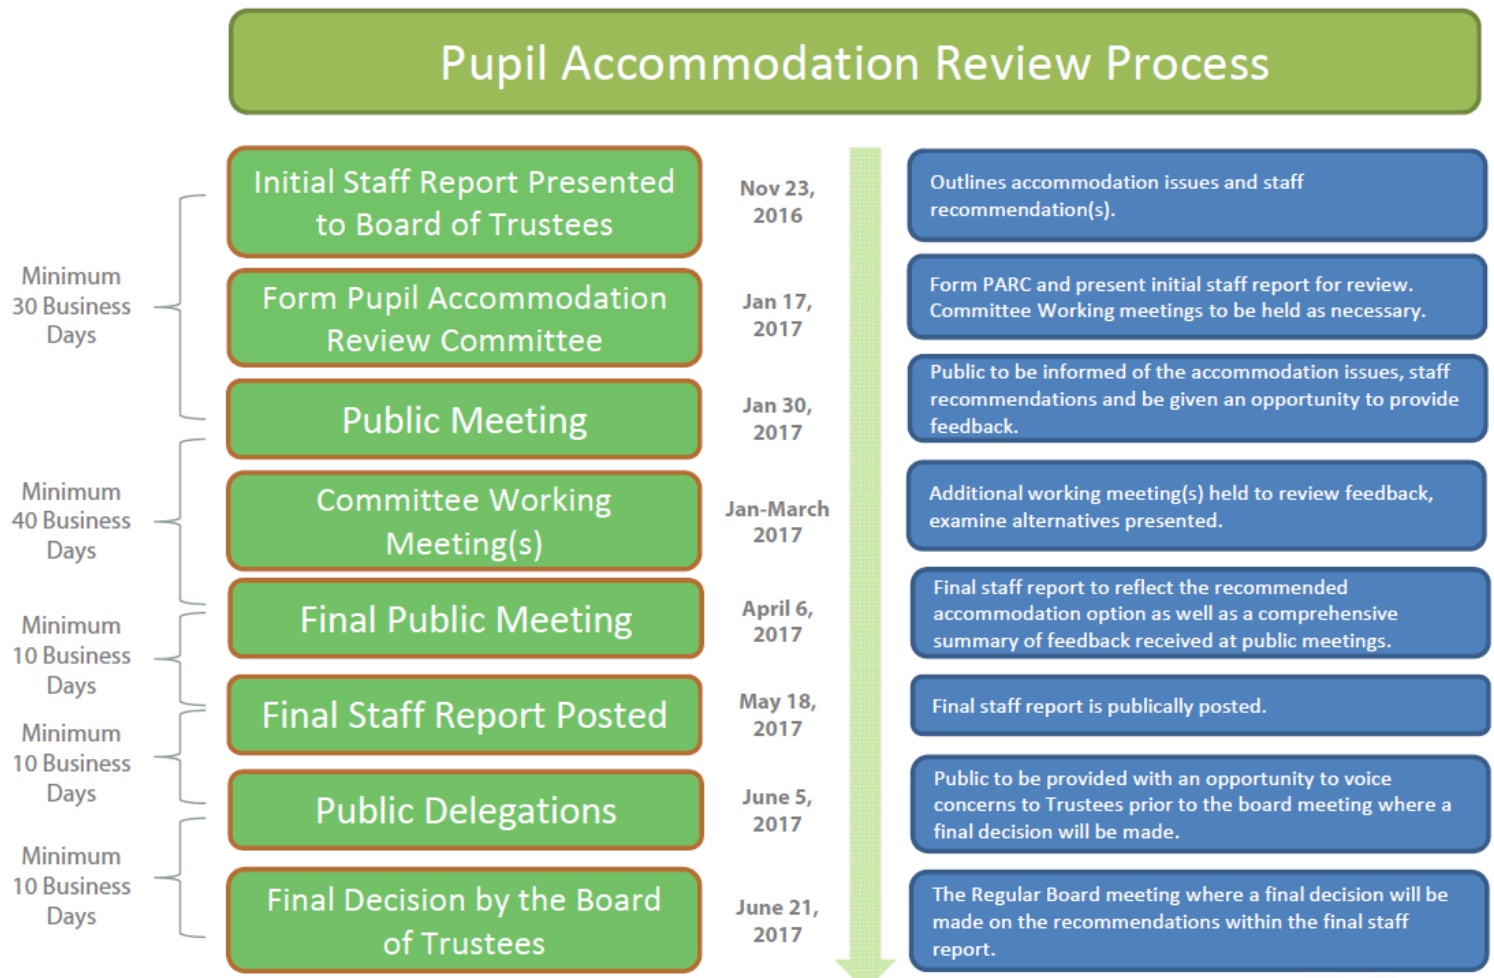 Pupil Accommodation Review Process
Initial Staff Report Presented
to Board of Trustees
Nov 23,
2016
Outlines accommodation issues and staff
recommendation(s).
Minimum
30 Business
Days
Form Pupil Accommodation
Review Committee
Jan 17,
2017
Form PARC and present initial staff report for review.
Committee Working meetings to be held as necessary.
Public Meeting
Jan 30,
2017
Public to be informed of the accommodation issues, staff
recommendations and be given an opportunity to provide
feedback.
Minimum
40 Business
Days
Committee Working
Meeting(s)
Jan-March
2017
Additional working meeting(s) held to review feedback,
examine alternatives presented.
Final Public Meeting
April 6,
2017
Final staff report to reflect the recommended
accommodation option as well as a comprehensive
summary of feedback received at public meetings.
Minimum
10 Business
Days
Final Staff Report Posted
May 18,
2017
Final staff report is publically posted.
Minimum
10 Business
Days
Public Delegations
June 5,
2017
Public to be provided with an opportunity to voice
concerns to Trustees prior to the board meeting where a
final decision will be made.
Minimum
10 Business
Days
Final Decision by the Board
of Trustees
June 21,
2017
The Regular Board meeting where a final decision will be
made on the recommendations within the final staff
report.